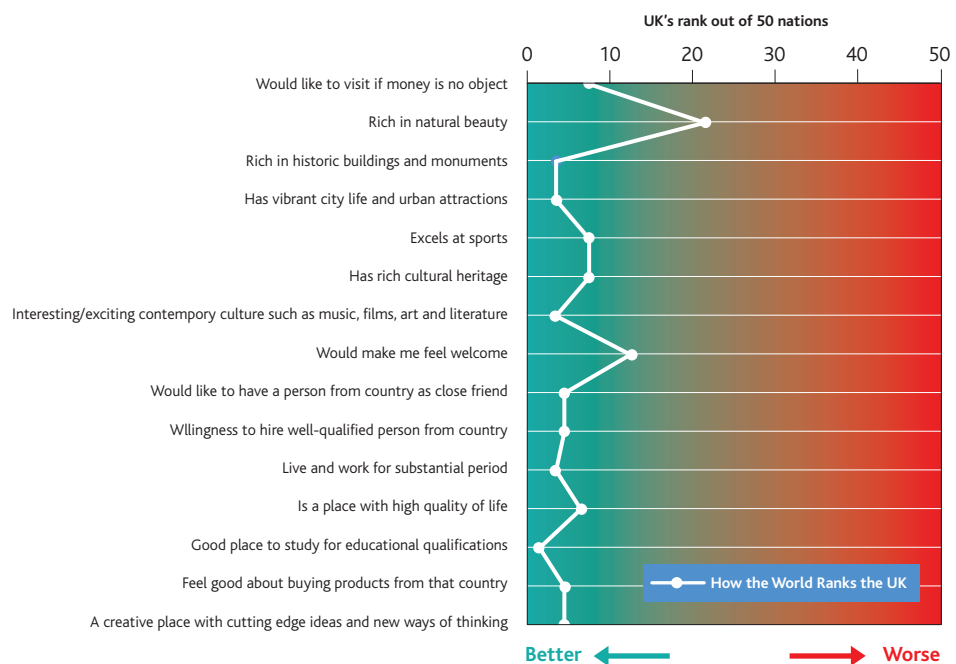 UK's rank out of 50 nations
0 10 20 30 40 50
Would like to visit if money is no object
Rich in natural beauty
Rich in historic buildings and monuments
Has vibrant city life and urban attractions
Excels at sports
Has rich cultural heritage
Interesting/exciting contempory culture such as music, films, art and literature
Would make me feel welcome
Would like to have a person from country as close friend
Wllingness to hire well-qualified person from country
Live and work for substantial period
Is a place with high quality of life
Good place to study for educational qualifications
Feel good about buying products from that country
How the World Ranks the UK
A creative place with cutting edge ideas and new ways of thinking
Better Worse